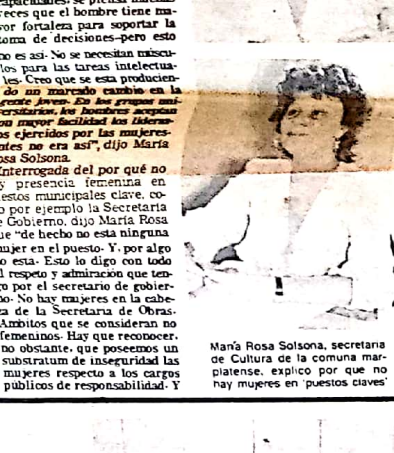 capacidades, se piensa
veces que el hombre tiene ma-
yor fortaleza para soportar la
toma de decisiones-pero esto
no es así- No se necesitan múscu-
los para las tareas intelectua-
les- Creo que se está producien-
do un marcado cambio en la
gente joven- En los grupos uni-
versitarios, los hombres aceptan
con mayor facilidad los lideraz-
gos ejercidos por las mujeres-
antes no era así", dijo María
Rosa Solsona.
Interrogada del por qué no
hay presencia femenina en
puestos municipales clave, co-
mo por ejemplo la Secretaría
de Gobierno, dijo María Rosa
que "de hecho no está ninguna
mujer en el puesto- Y, por algo
no está- Esto lo digo con todo
el respeto y admiración que ten-
go por el secretario de gobier-
no- No hay mujeres en la cabe-
za de la Secretaría de Obras-
Ambitos que se consideran no
femeninos- Hay que reconocer,
no obstante, que poseemos un
substratum de inseguridad las
mujeres respecto a los cargos
públicos de responsabilidad- Y
María Rosa Solsona, secretaria
de Cultura de la comuna mar-
platense, explicó por que no
hay mujeres en 'puestos claves'